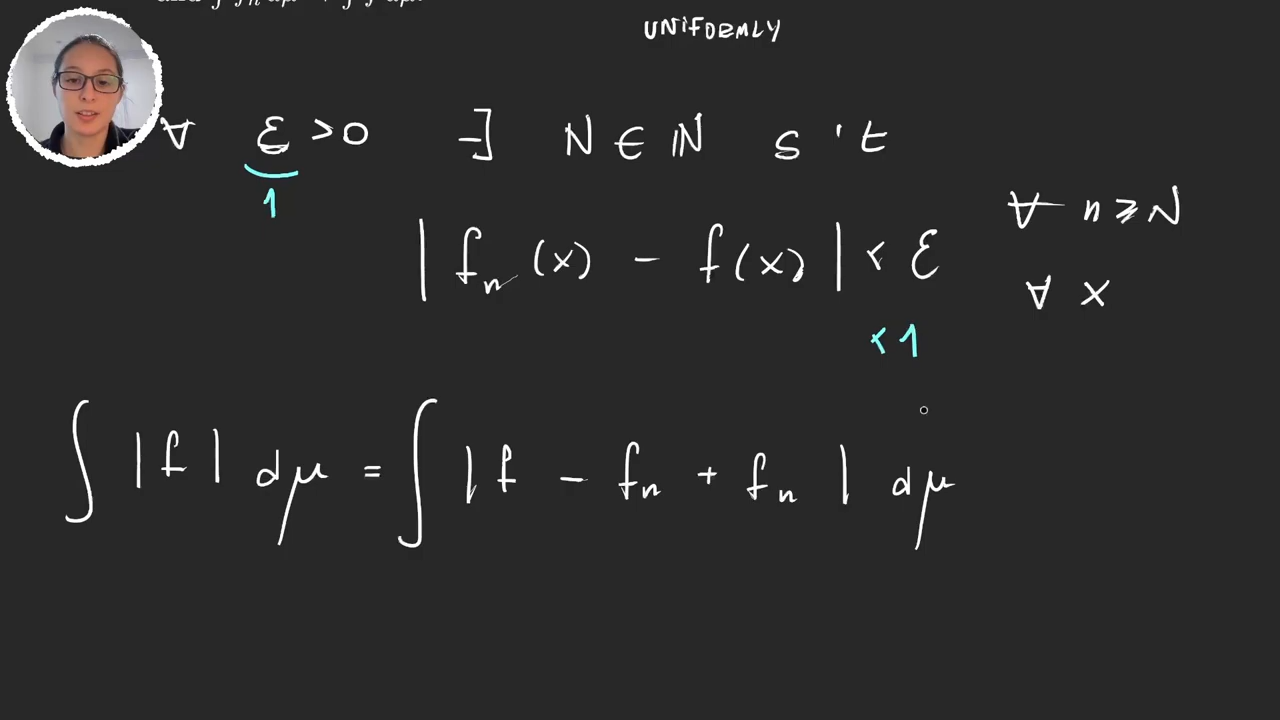 UNIFORMLY
∀ ε > 0 ∃ N ∈ ℕ s.t
1
| fn (x) - f(x) | < ε ∀ n ⩾ N
∀ x
< 1
∫ | f | dμ = ∫ | f - fn + fn | dμ